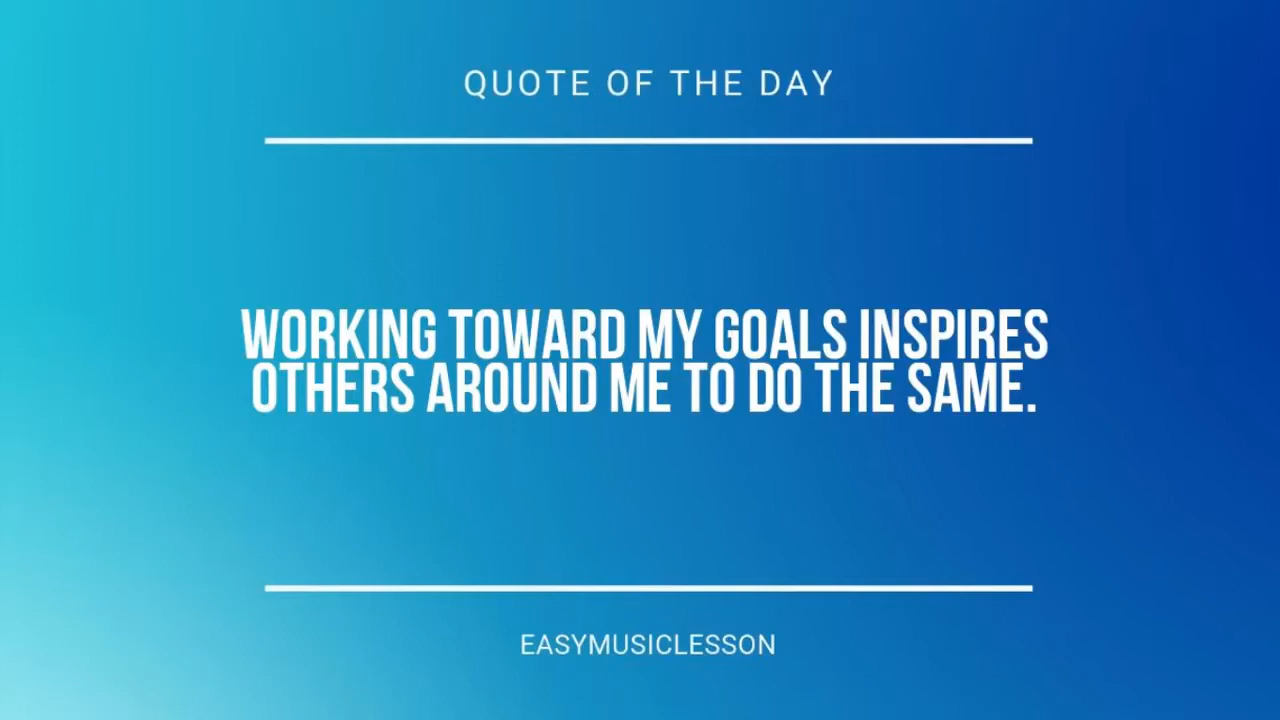 QUOTE OF THE DAY
WORKING TOWARD MY GOALS INSPIRES
OTHERS AROUND ME TO DO THE SAME.
EASYMUSICLESSON